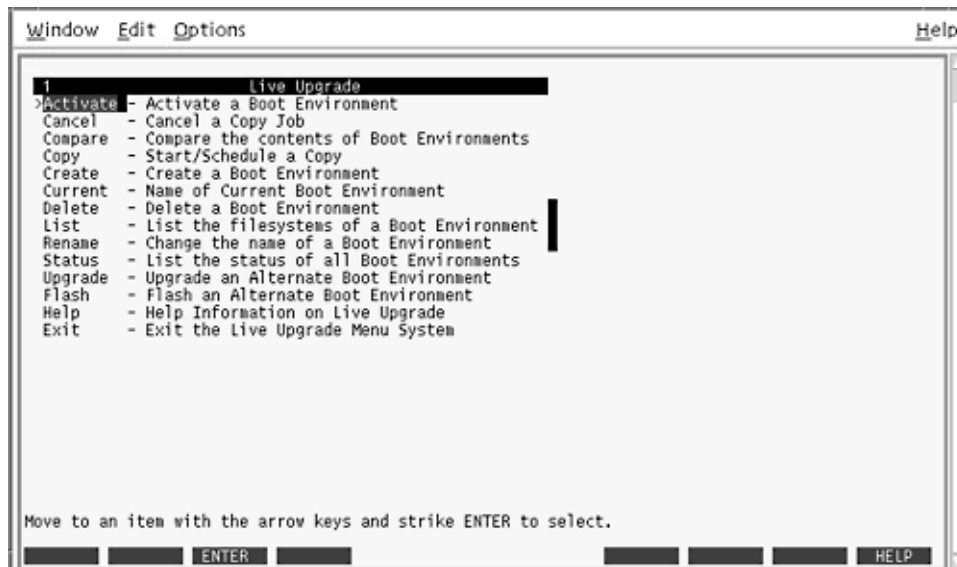 Window Edit Options Help
1 Live Upgrade
>Activate - Activate a Boot Environment
Cancel - Cancel a Copy Job
Compare - Compare the contents of Boot Environments
Copy - Start/Schedule a Copy
Create - Create a Boot Environment
Current - Name of Current Boot Environment
Delete - Delete a Boot Environment
List - List the filesystems of a Boot Environment
Rename - Change the name of a Boot Environment
Status - List the status of all Boot Environments
Upgrade - Upgrade an Alternate Boot Environment
Flash - Flash an Alternate Boot Environment
Help - Help Information on Live Upgrade
Exit - Exit the Live Upgrade Menu System
Move to an item with the arrow keys and strike ENTER to select.
ENTER HELP